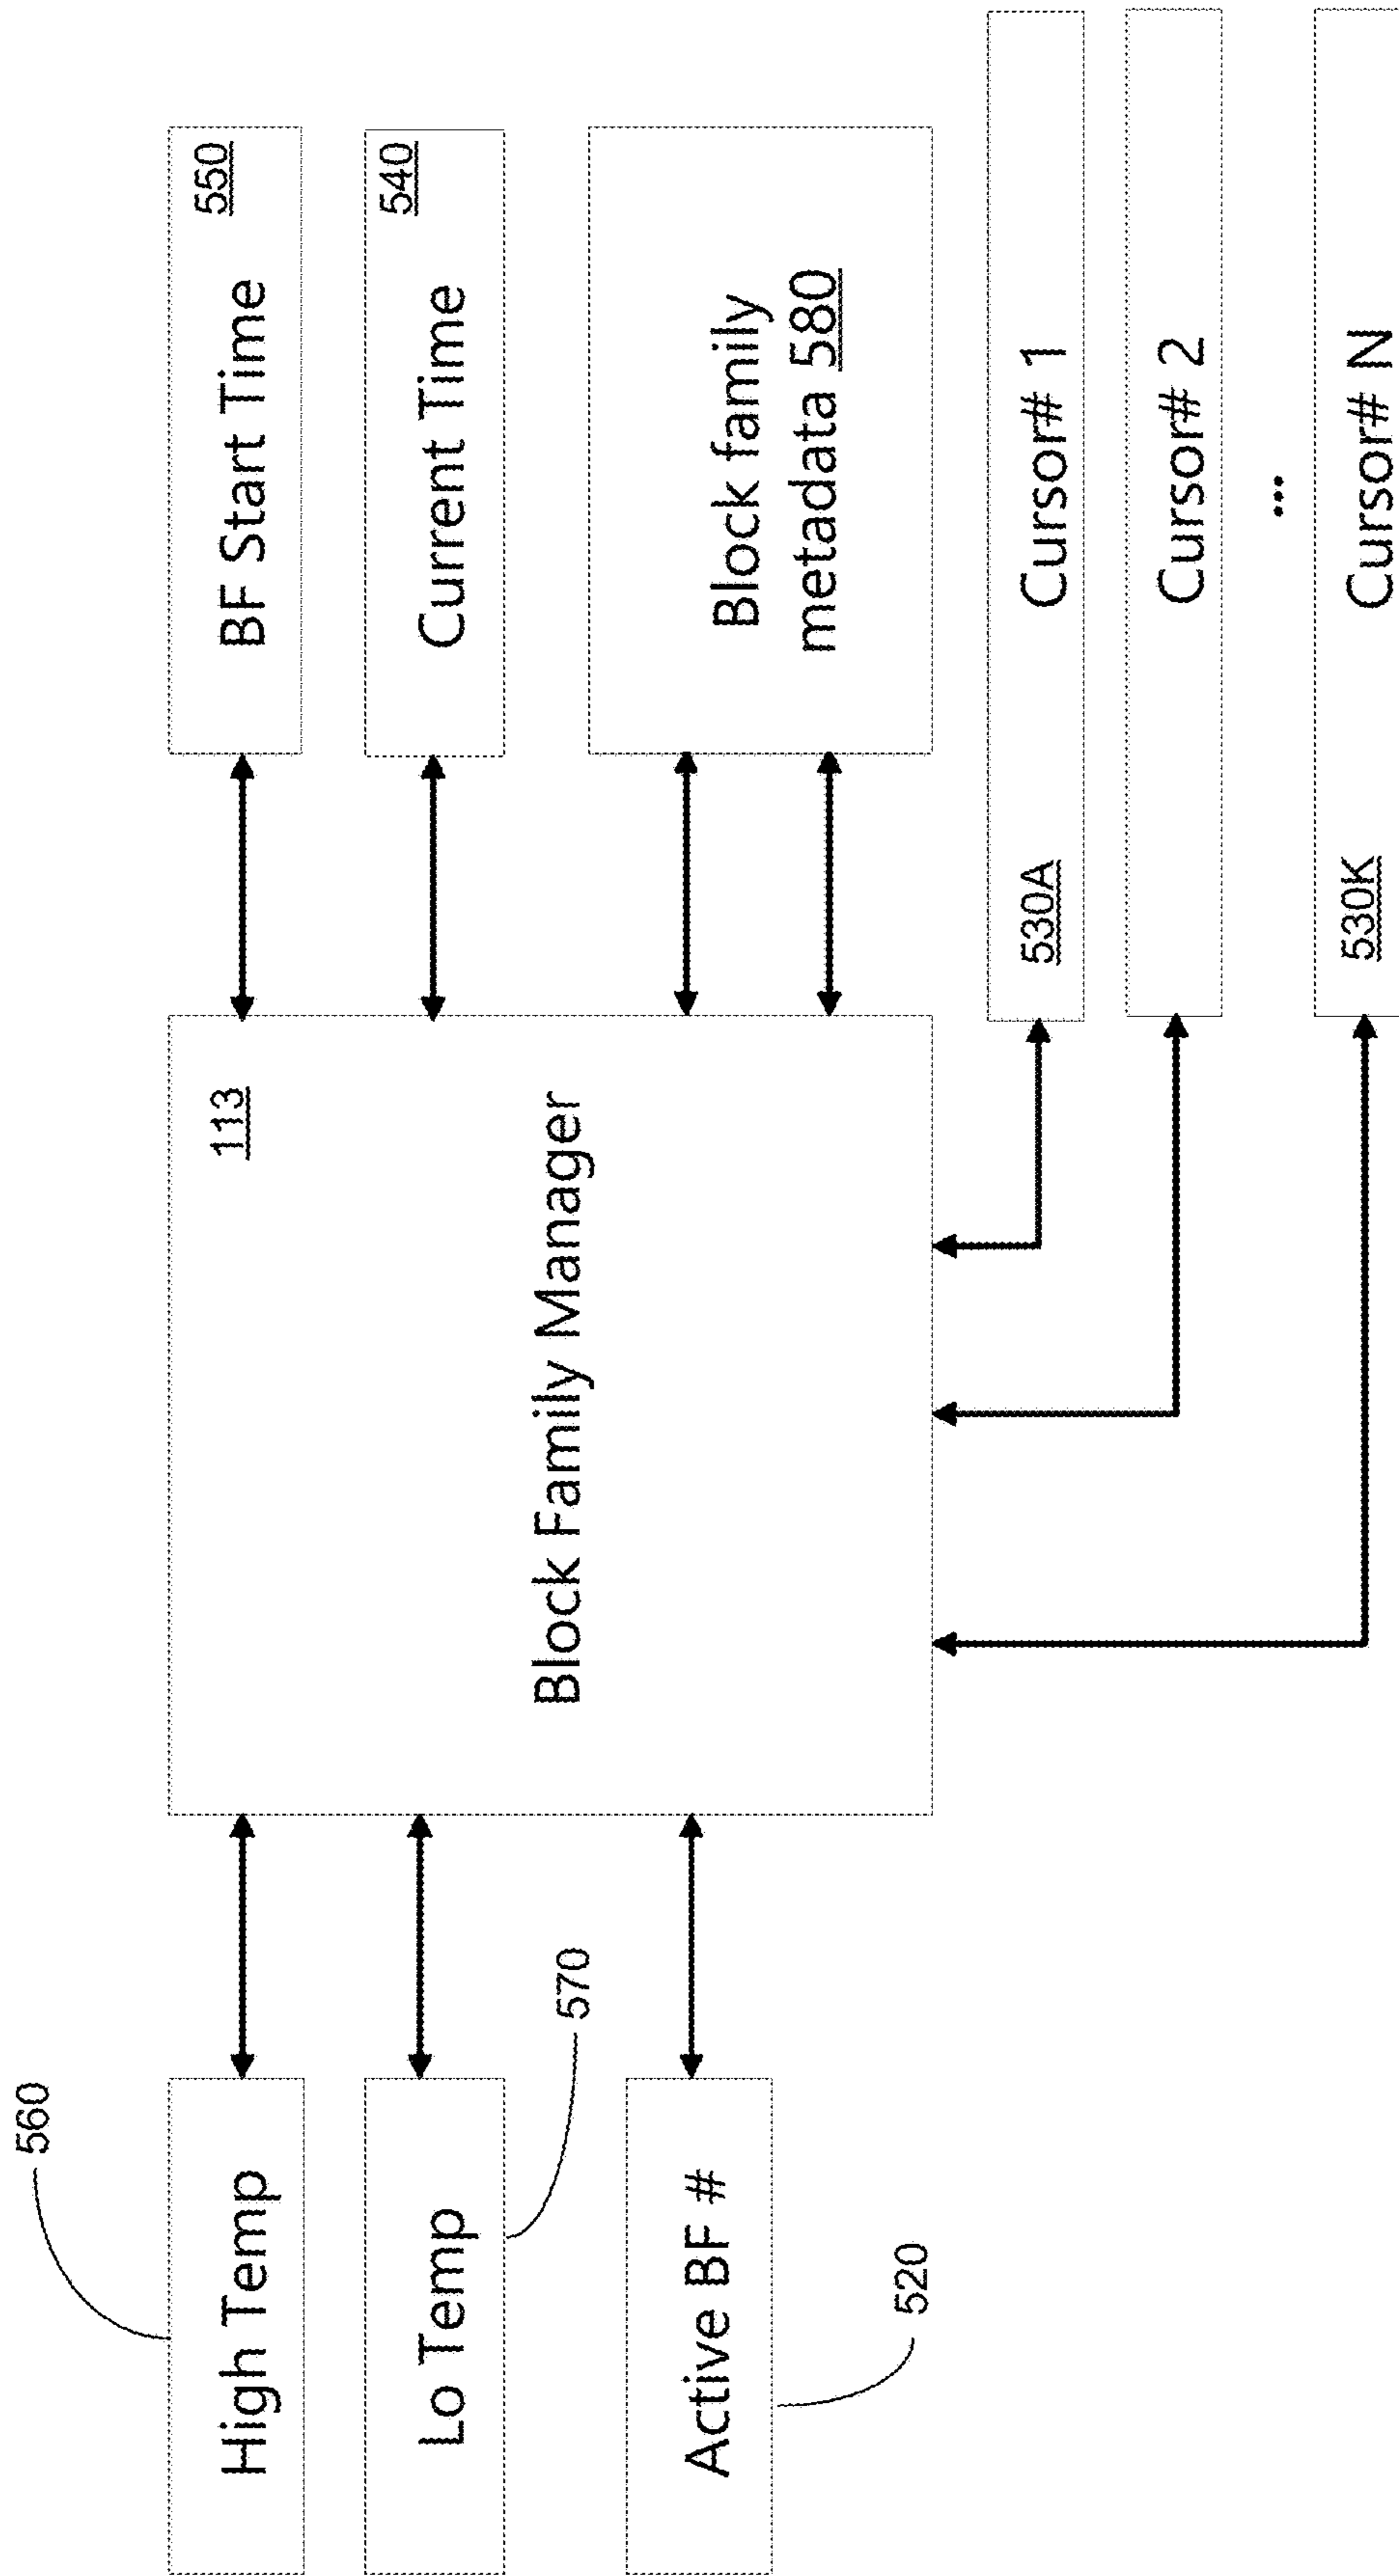 560
High Temp
570
Lo Temp
520
Active BF #
113
Block Family Manager
550
BF Start Time
540
Current Time
Block family
metadata 580
530A
Cursor# 1
Cursor# 2
...
530K
Cursor# N